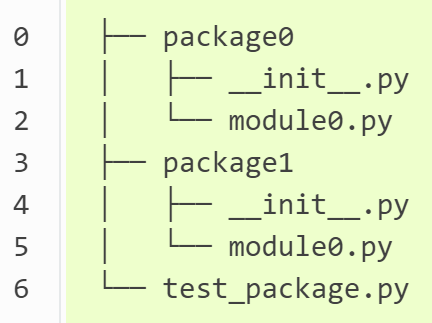 0 ├── package0
1 │   ├── __init__.py
2 │   └── module0.py
3 ├── package1
4 │   ├── __init__.py
5 │   └── module0.py
6 └── test_package.py